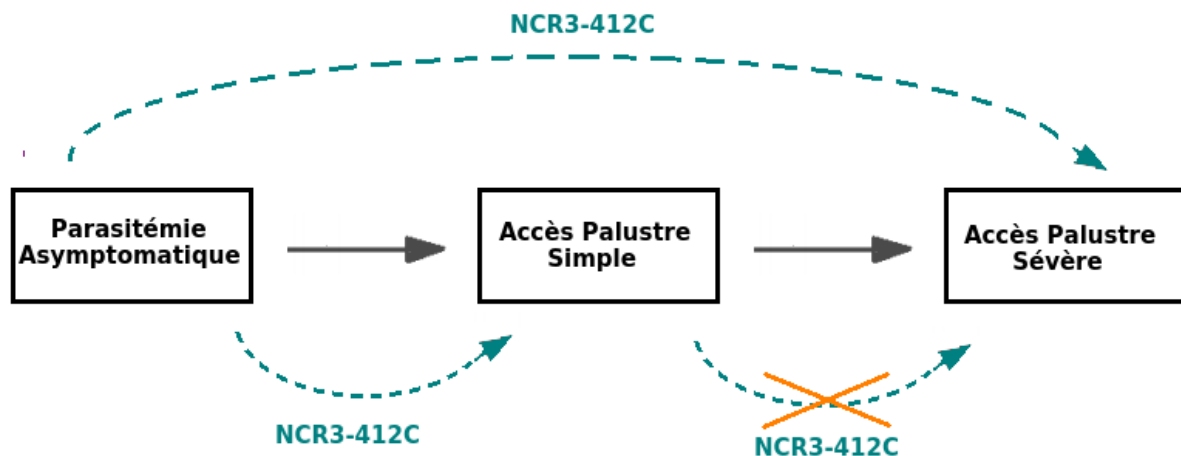 NCR3-412C
Parasitémie
Asymptomatique
Accès Palustre
Simple
Accès Palustre
Sévère
NCR3-412C
NCR3-412C